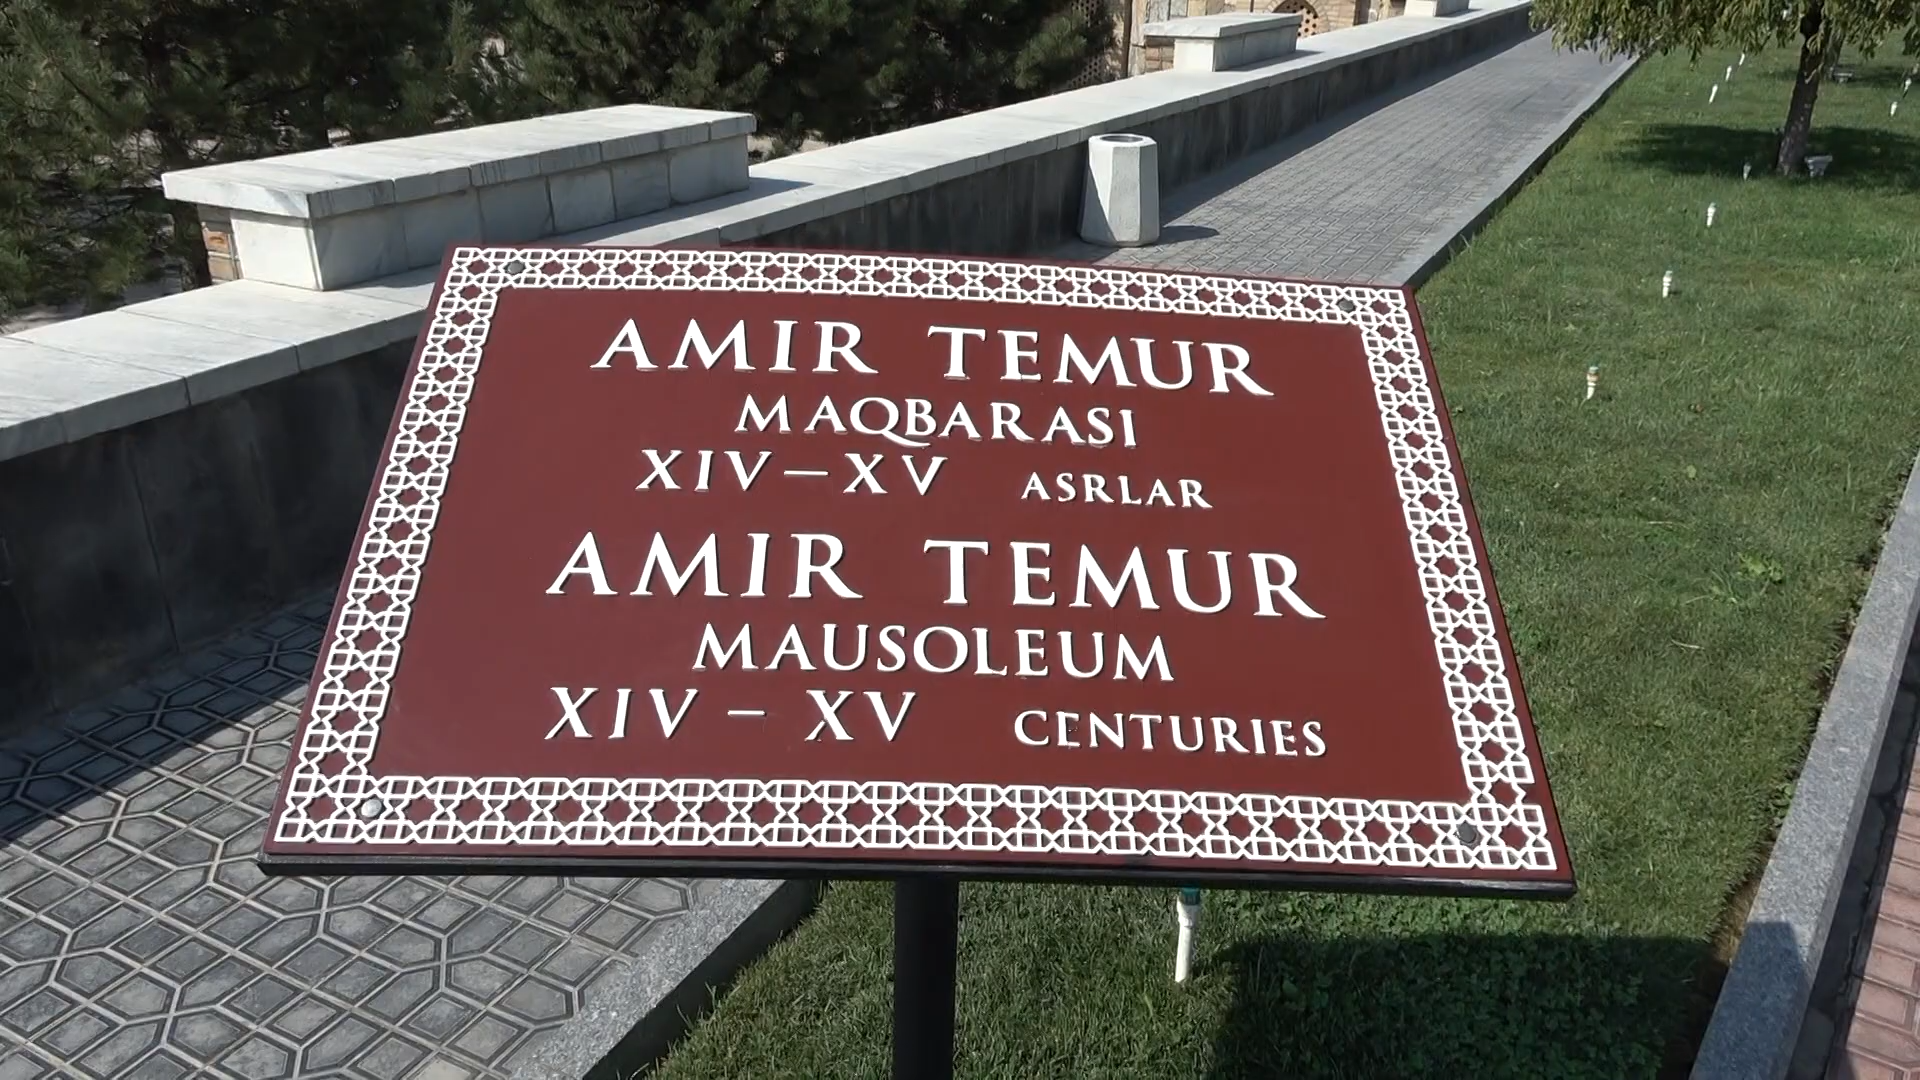 AMIR TEMUR
MAQBARASI
XIV–XV ASRLAR
AMIR TEMUR
MAUSOLEUM
XIV – XV CENTURIES